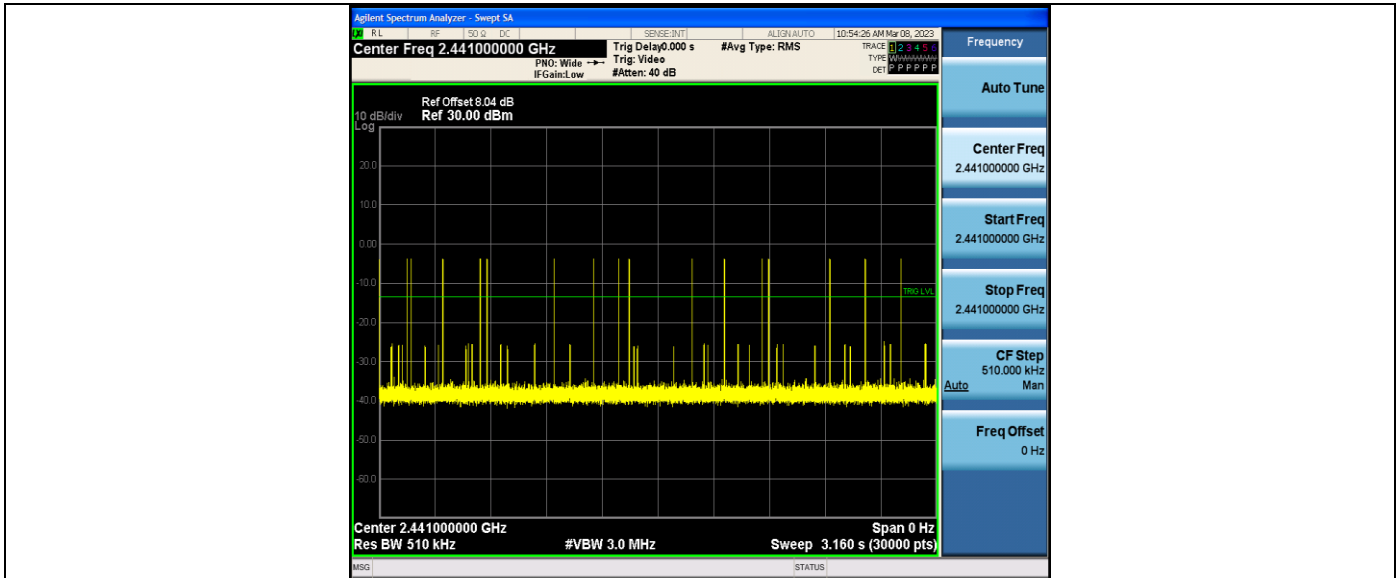 Agilent Spectrum Analyzer - Swept SA
RL RF 50 Ω DC SENSE:INT ALIGNAUTO 10:54:26 AM Mar 08, 2023
Center Freq 2.441000000 GHz
PNO: Wide
IFGain:Low
Trig Delay0.000 s
Trig: Video
#Atten: 40 dB
#Avg Type: RMS
TRACE 1 2 3 4 5 6
TYPE WWWWWW
DET P P P P P P
Ref Offset 8.04 dB
10 dB/div Ref 30.00 dBm
Log
20.0
10.0
0.00
-10.0
TRIG LVL
-20.0
-30.0
-40.0
-50.0
-60.0
Center 2.441000000 GHz Span 0 Hz
Res BW 510 kHz #VBW 3.0 MHz Sweep 3.160 s (30000 pts)
MSG STATUS
Frequency
Auto Tune
Center Freq
2.441000000 GHz
Start Freq
2.441000000 GHz
Stop Freq
2.441000000 GHz
CF Step
510.000 kHz
Auto Man
Freq Offset
0 Hz